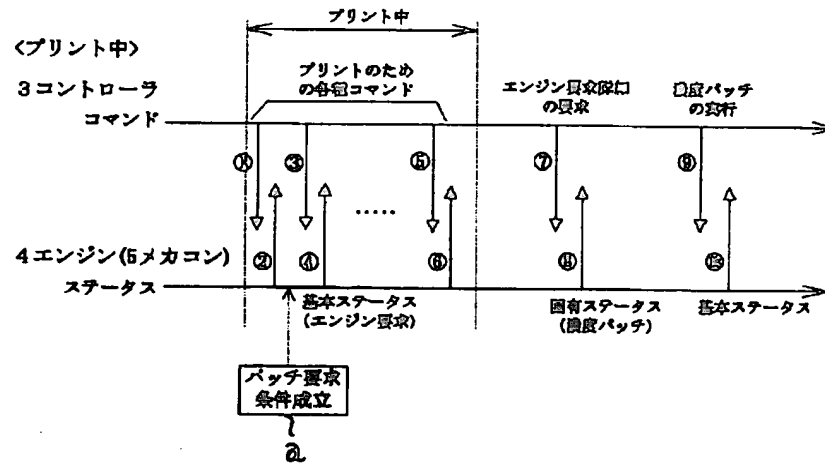 プリント中
<プリント中>
プリントのため
の各種コマンド
3コントローラ
コマンド
エンジン要求詳細
の要求
濃度パッチ
の実行
① ③ ⑤ ⑦ ⑨
.....
4エンジン(5メカコン)
② ④ ⑥ ⑧ ⑩
ステータス
基本ステータス
(エンジン要求)
固有ステータス
(濃度パッチ)
基本ステータス
パッチ要求
条件成立
a